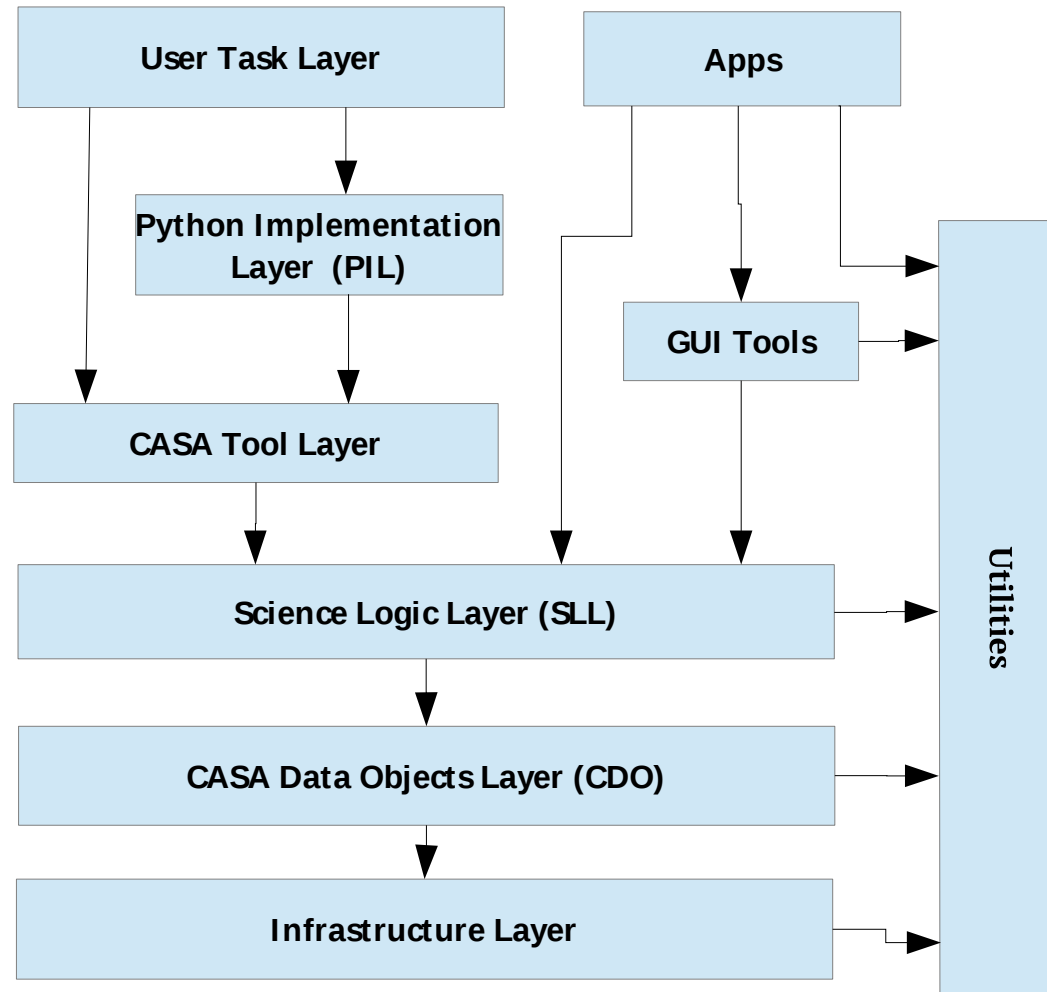 User Task Layer
Apps
Python Implementation
Layer (PIL)
GUI Tools
CASA Tool Layer
Utilities
Science Logic Layer (SLL)
CASA Data Objects Layer (CDO)
Infrastructure Layer